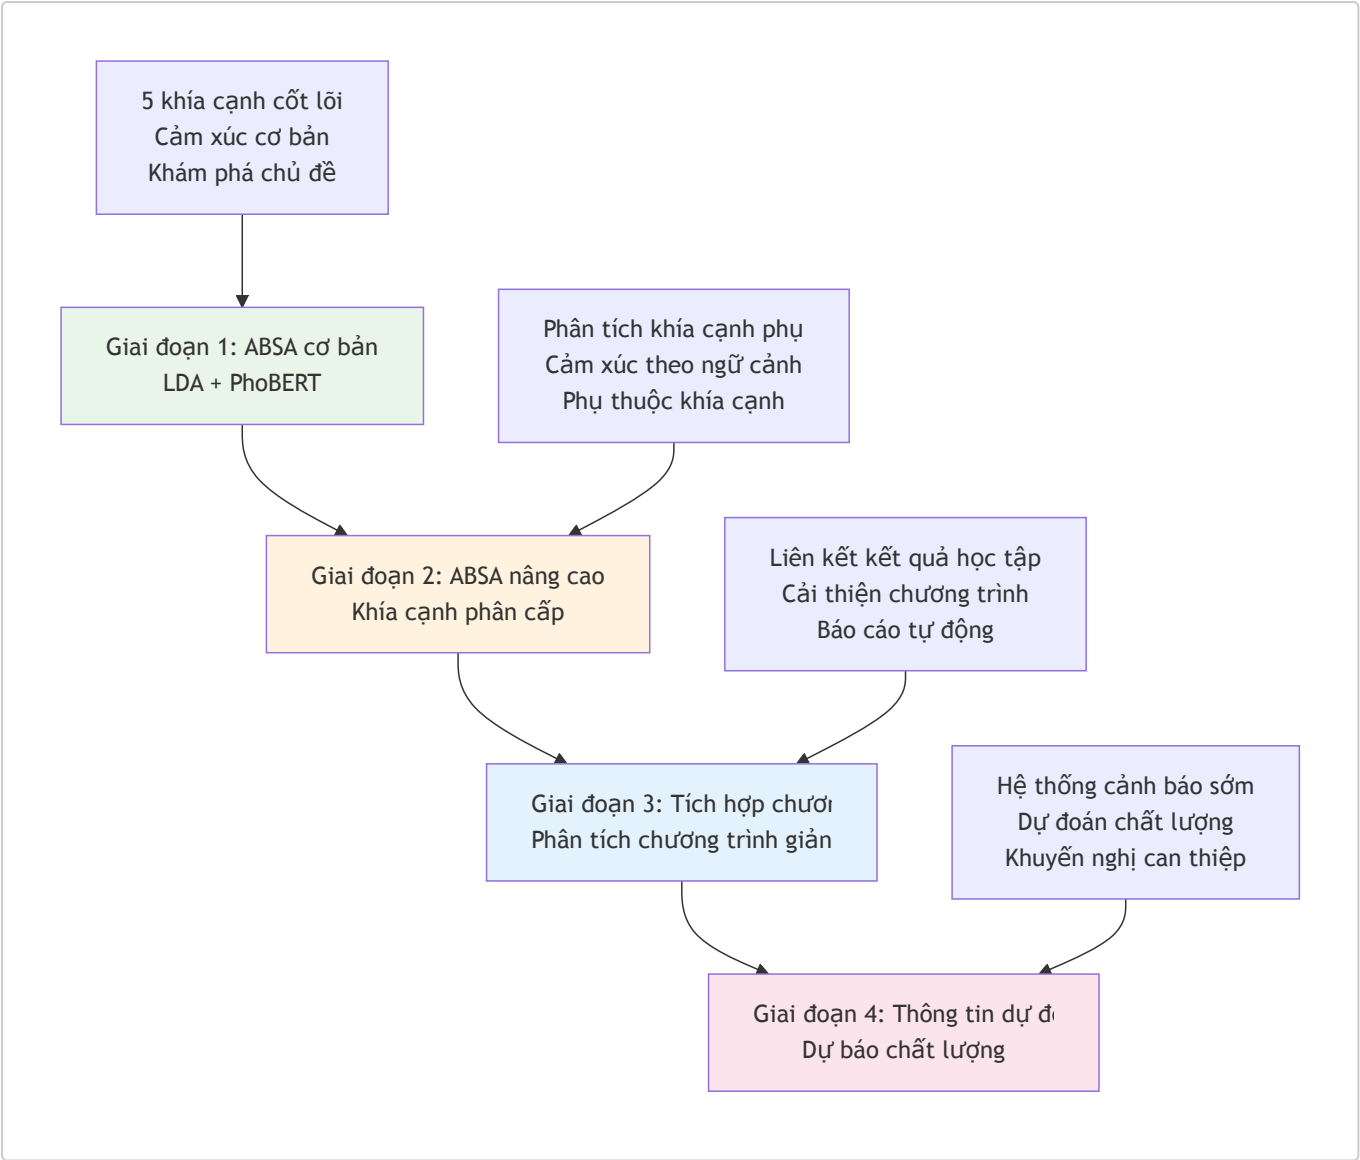 5 khía cạnh cốt lõi
Cảm xúc cơ bản
Khám phá chủ đề
Giai đoạn 1: ABSA cơ bản
LDA + PhoBERT
Phân tích khía cạnh phụ
Cảm xúc theo ngữ cảnh
Phụ thuộc khía cạnh
Giai đoạn 2: ABSA nâng cao
Khía cạnh phân cấp
Liên kết kết quả học tập
Cải thiện chương trình
Báo cáo tự động
Giai đoạn 3: Tích hợp
Phân tích chương trình giản
Hệ thống cảnh báo sớm
Dự đoán chất lượng
Khuyến nghị can thiệp
Giai đoạn 4: Thông tin dự
Dự báo chất lượng